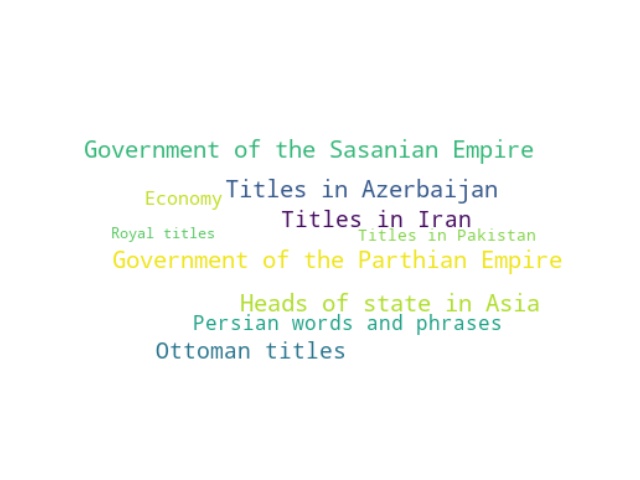 Government of the Sasanian Empire
Titles in Azerbaijan
Economy
Titles in Iran
Royal titles
Titles in Pakistan
Government of the Parthian Empire
Heads of state in Asia
Persian words and phrases
Ottoman titles